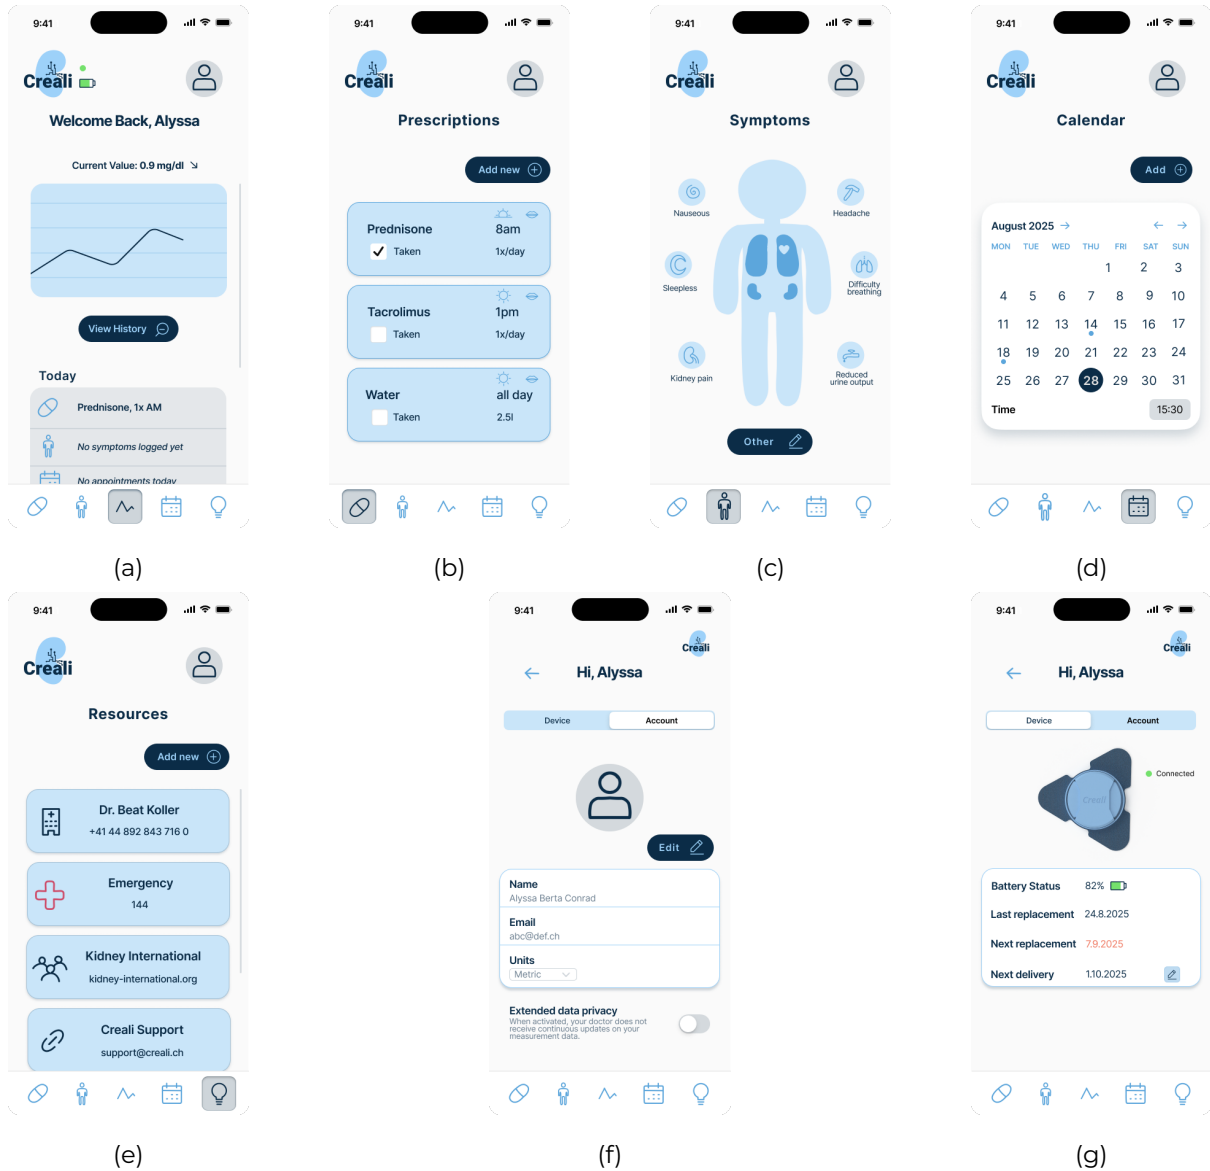 9:41
Creali
Welcome Back, Alyssa
Current Value: 0.9 mg/dl
View History
Today
Prednisone, 1x AM
No symptoms logged yet
No appointments today
(a)
9:41
Creali
Prescriptions
Add new
Prednisone 8am
Taken 1x/day
Tacrolimus 1pm
Taken 1x/day
Water all day
Taken 2.5l
(b)
9:41
Creali
Symptoms
Nauseous
Headache
Sleepless
Difficulty
breathing
Kidney pain
Reduced
urine output
Other
(c)
9:41
Creali
Calendar
Add
August 2025
MON TUE WED THU FRI SAT SUN
1 2 3
4 5 6 7 8 9 10
11 12 13 14 15 16 17
18 19 20 21 22 23 24
25 26 27 28 29 30 31
Time 15:30
(d)
9:41
Creali
Resources
Add new
Dr. Beat Koller
+41 44 892 843 716 0
Emergency
144
Kidney International
kidney-international.org
Creali Support
support@creali.ch
(e)
9:41
Creali
Hi, Alyssa
Device Account
Edit
Name
Alyssa Berta Conrad
Email
abc@def.ch
Units
Metric
Extended data privacy
When activated, your doctor does not
receive continuous updates on your
measurement data.
(f)
9:41
Creali
Hi, Alyssa
Device Account
Connected
Creali
Battery Status 82%
Last replacement 24.8.2025
Next replacement 7.9.2025
Next delivery 1.10.2025
(g)